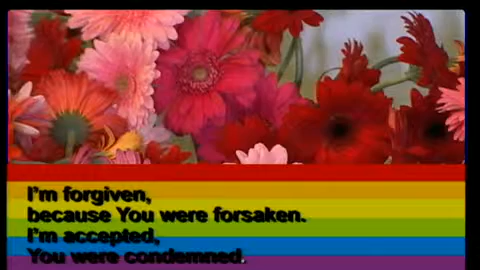 I'm forgiven,
because You were forsaken.
I'm accepted,
You were condemned.